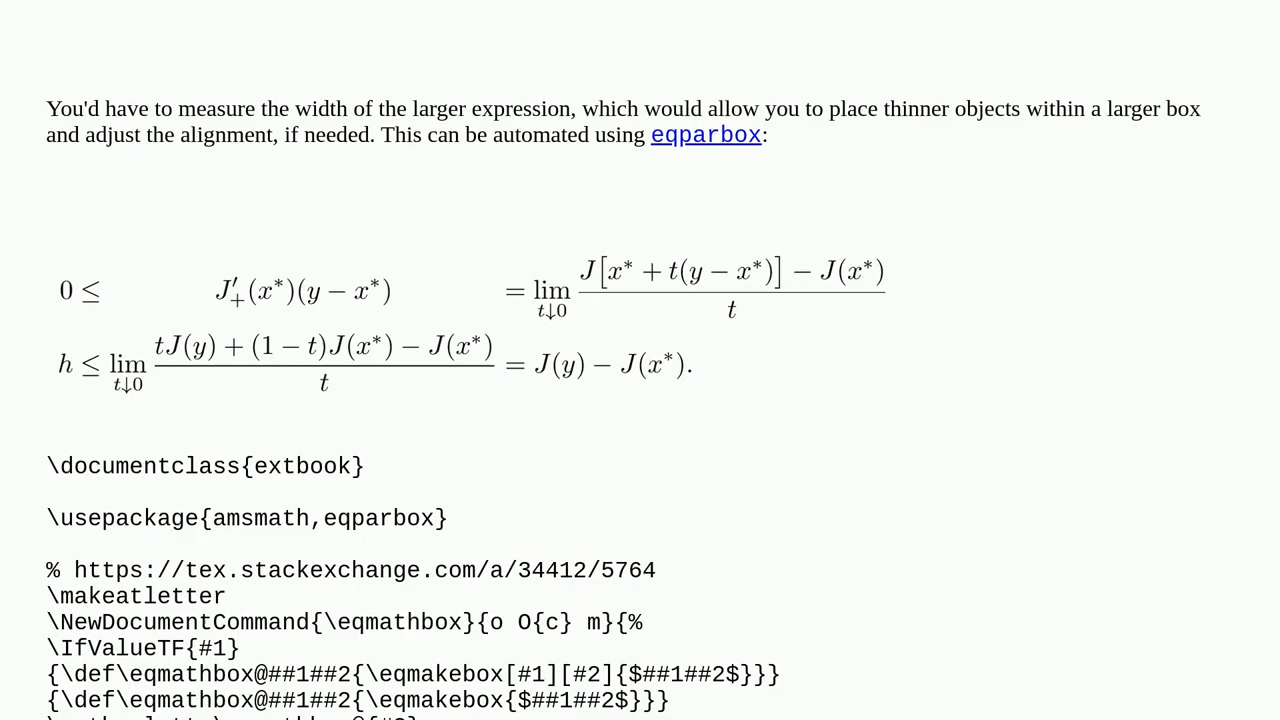 You'd have to measure the width of the larger expression, which would allow you to place thinner objects within a larger box
and adjust the alignment, if needed. This can be automated using eqparbox:
0 ≤ J′₊(x*)(y − x*) = lim_{t↓0} J[x* + t(y − x*)] − J(x*) / t
h ≤ lim_{t↓0} tJ(y) + (1 − t)J(x*) − J(x*) / t = J(y) − J(x*).
\documentclass{extbook}
\usepackage{amsmath,eqparbox}
% https://tex.stackexchange.com/a/34412/5764
\makeatletter
\NewDocumentCommand{\eqmathbox}{o O{c} m}{%
\IfValueTF{#1}
{\def\eqmathbox@##1##2{\eqmakebox[#1][#2]{$##1##2$}}}
{\def\eqmathbox@##1##2{\eqmakebox{$##1##2$}}}